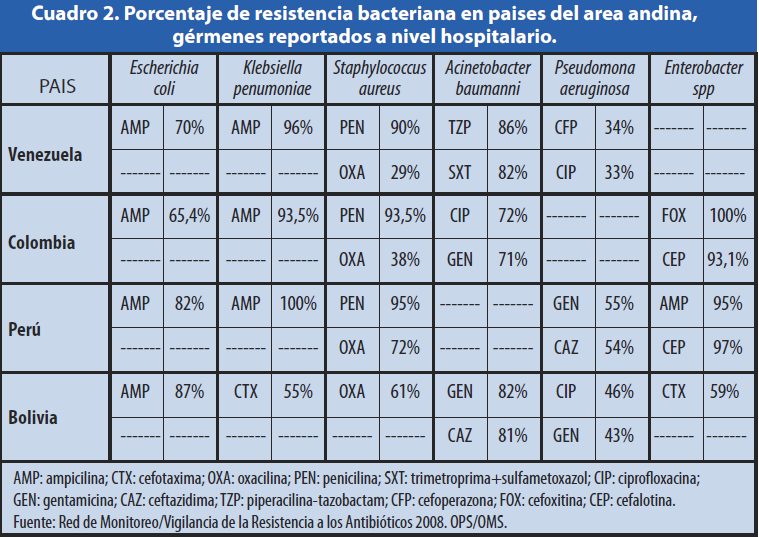 Cuadro 2. Porcentaje de resistencia bacteriana en paises del area andina,
gérmenes reportados a nivel hospitalario.
PAIS Escherichia coli Klebsiella penumoniae Staphylococcus aureus Acinetobacter baumanni Pseudomona aeruginosa Enterobacter spp
Venezuela
AMP 70% AMP 96% PEN 90% TZP 86% CFP 34% ------- -------
------- ------- ------- ------- OXA 29% SXT 82% CIP 33% ------- -------
Colombia
AMP 65,4% AMP 93,5% PEN 93,5% CIP 72% ------- ------- FOX 100%
------- ------- ------- ------- OXA 38% GEN 71% ------- ------- CEP 93,1%
Perú
AMP 82% AMP 100% PEN 95% ------- ------- GEN 55% AMP 95%
------- ------- ------- ------- OXA 72% ------- ------- CAZ 54% CEP 97%
Bolivia
AMP 87% CTX 55% OXA 61% GEN 82% CIP 46% CTX 59%
------- ------- ------- ------- ------- ------- CAZ 81% GEN 43% ------- -------
AMP: ampicilina; CTX: cefotaxima; OXA: oxacilina; PEN: penicilina; SXT: trimetroprima+sulfametoxazol; CIP: ciprofloxacina;
GEN: gentamicina; CAZ: ceftazidima; TZP: piperacilina-tazobactam; CFP: cefoperazona; FOX: cefoxitina; CEP: cefalotina.
Fuente: Red de Monitoreo/Vigilancia de la Resistencia a los Antibióticos 2008. OPS/OMS.